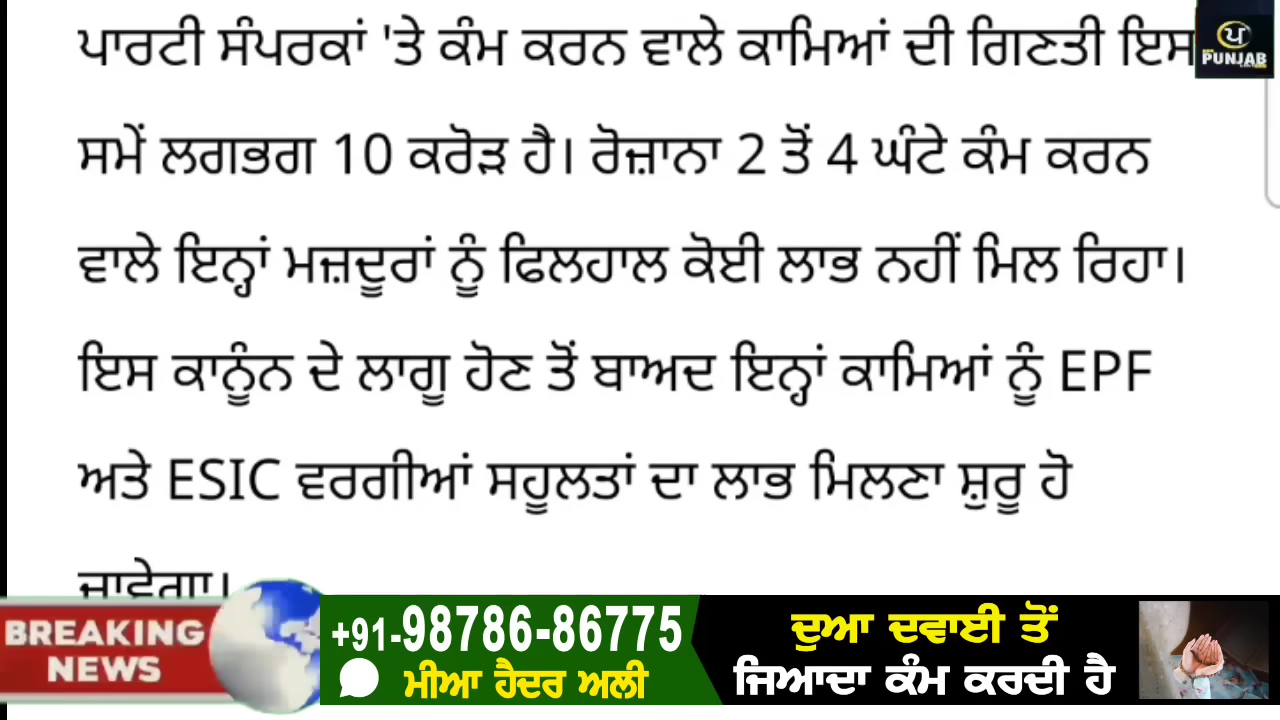 ਪਾਰਟੀ ਸੰਪਰਕਾਂ 'ਤੇ ਕੰਮ ਕਰਨ ਵਾਲੇ ਕਾਮਿਆਂ ਦੀ ਗਿਣਤੀ ਇਸ
ਪ
PUNJAB
ਸਮੇਂ ਲਗਭਗ 10 ਕਰੋੜ ਹੈ। ਰੋਜ਼ਾਨਾ 2 ਤੋਂ 4 ਘੰਟੇ ਕੰਮ ਕਰਨ
ਵਾਲੇ ਇਨ੍ਹਾਂ ਮਜ਼ਦੂਰਾਂ ਨੂੰ ਫਿਲਹਾਲ ਕੋਈ ਲਾਭ ਨਹੀਂ ਮਿਲ ਰਿਹਾ।
ਇਸ ਕਾਨੂੰਨ ਦੇ ਲਾਗੂ ਹੋਣ ਤੋਂ ਬਾਅਦ ਇਨ੍ਹਾਂ ਕਾਮਿਆਂ ਨੂੰ EPF
ਅਤੇ ESIC ਵਰਗੀਆਂ ਸਹੂਲਤਾਂ ਦਾ ਲਾਭ ਮਿਲਣਾ ਸ਼ੁਰੂ ਹੋ
ਜਾਵੇਗਾ।
BREAKING
NEWS
+91-98786-86775
ਮੀਆ ਹੈਦਰ ਅਲੀ
ਦੁਆ ਦਵਾਈ ਤੋਂ
ਜਿਆਦਾ ਕੰਮ ਕਰਦੀ ਹੈ